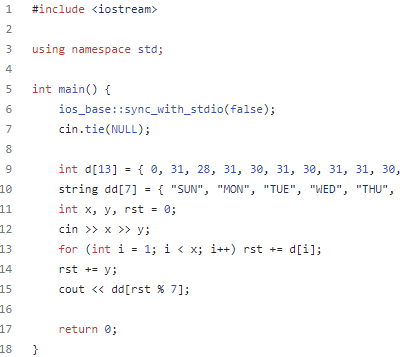 1 #include <iostream>
2
3 using namespace std;
4
5 int main() {
6     ios_base::sync_with_stdio(false);
7     cin.tie(NULL);
8
9     int d[13] = { 0, 31, 28, 31, 30, 31, 30, 31, 31, 30,
10     string dd[7] = { "SUN", "MON", "TUE", "WED", "THU",
11     int x, y, rst = 0;
12     cin >> x >> y;
13     for (int i = 1; i < x; i++) rst += d[i];
14     rst += y;
15     cout << dd[rst % 7];
16
17     return 0;
18 }